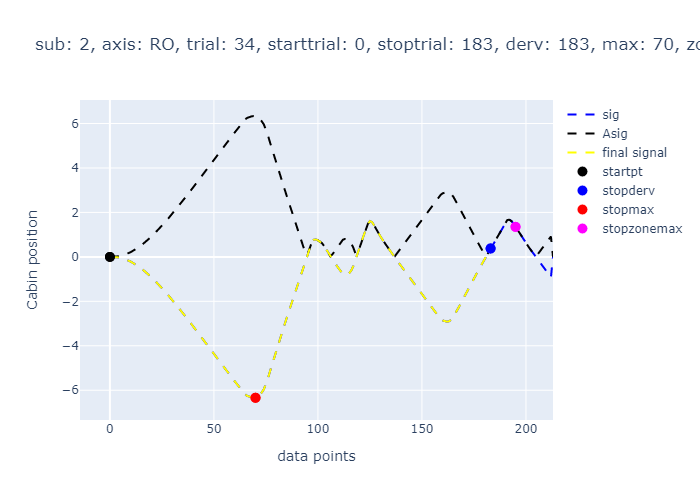 sub: 2, axis: RO, trial: 34, starttrial: 0, stoptrial: 183, derv: 183, max: 70, zo
sig
Asig
final signal
startpt
stopderv
stopmax
stopzonemax
Cabin position
6
4
2
0
−2
−4
−6
0
50
100
150
200
data points